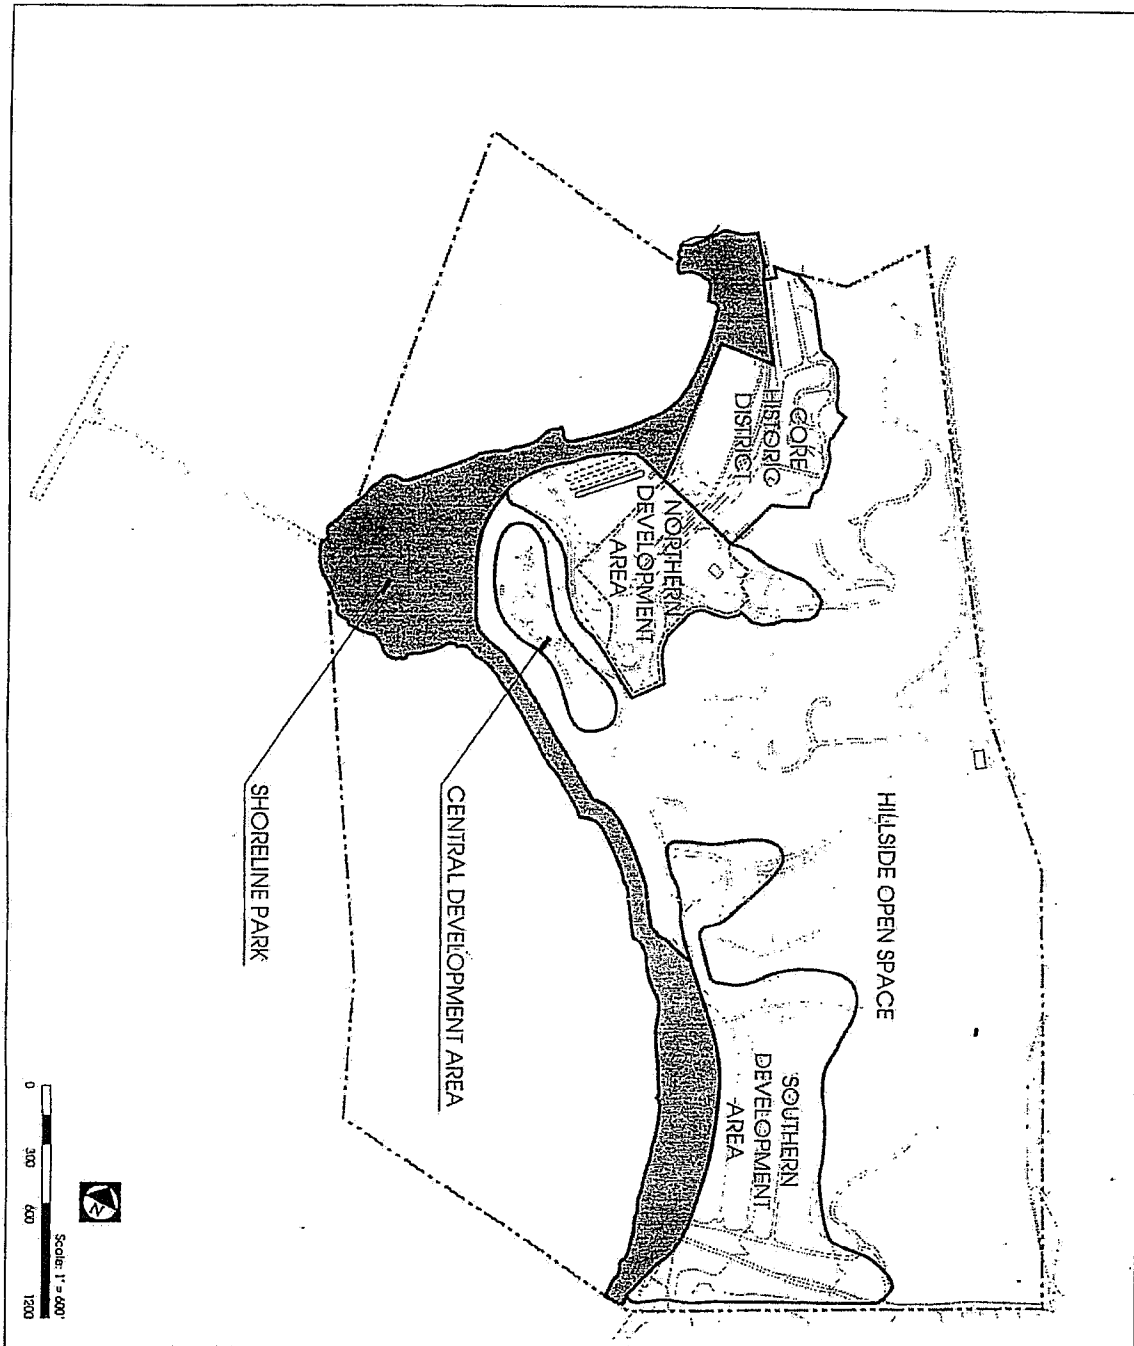 CORE
HISTORIC
DISTRICT
NORTHERN
DEVELOPMENT
AREA
HILLSIDE OPEN SPACE
SOUTHERN
DEVELOPMENT
AREA
CENTRAL DEVELOPMENT AREA
SHORELINE PARK
N
Scale: 1" = 600'
0 300 600 1200